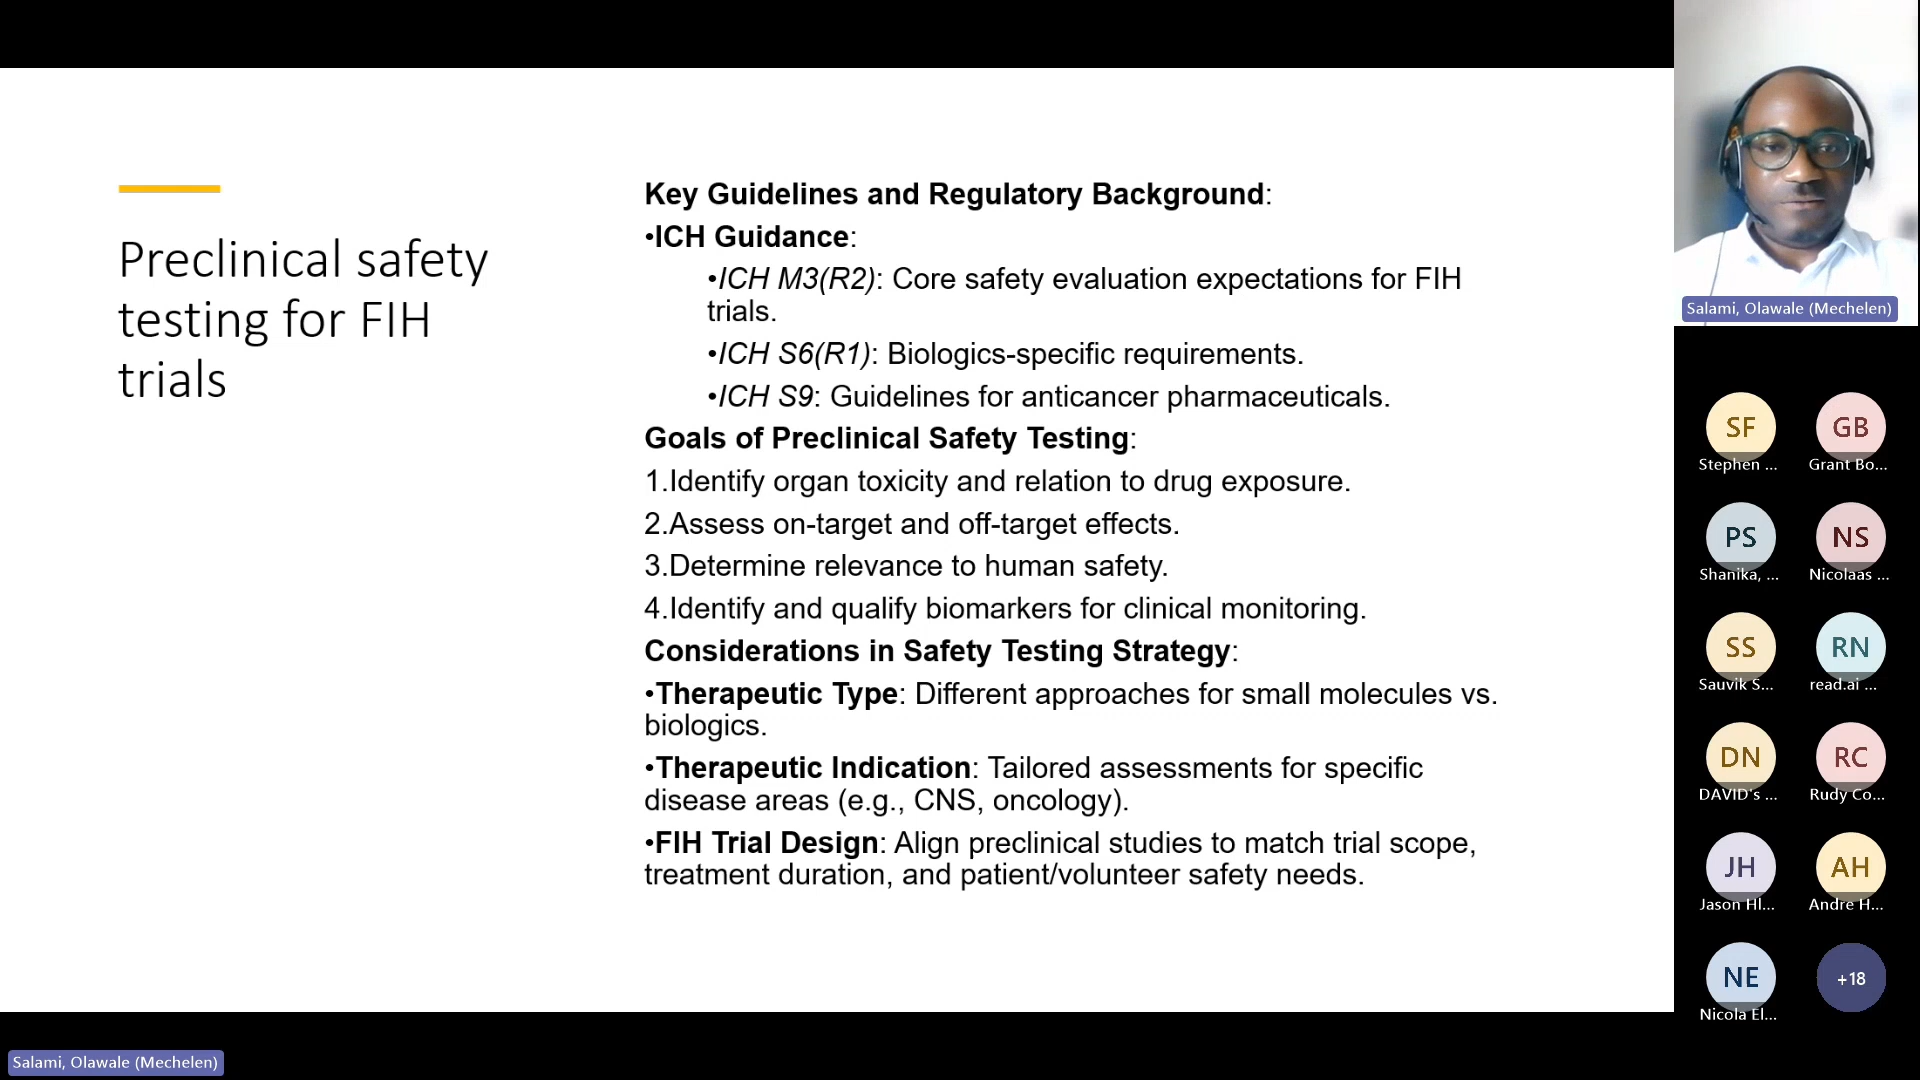 Preclinical safety
testing for FIH
trials
Key Guidelines and Regulatory Background:
•ICH Guidance:
•ICH M3(R2): Core safety evaluation expectations for FIH
trials.
•ICH S6(R1): Biologics-specific requirements.
•ICH S9: Guidelines for anticancer pharmaceuticals.
Goals of Preclinical Safety Testing:
1.Identify organ toxicity and relation to drug exposure.
2.Assess on-target and off-target effects.
3.Determine relevance to human safety.
4.Identify and qualify biomarkers for clinical monitoring.
Considerations in Safety Testing Strategy:
•Therapeutic Type: Different approaches for small molecules vs.
biologics.
•Therapeutic Indication: Tailored assessments for specific
disease areas (e.g., CNS, oncology).
•FIH Trial Design: Align preclinical studies to match trial scope,
treatment duration, and patient/volunteer safety needs.
Salami, Olawale (Mechelen)
SF
Stephen ...
GB
Grant Bo...
PS
Shanika, ...
NS
Nicolaas ...
SS
Sauvik S...
RN
read.ai ...
DN
DAVID's ...
RC
Rudy Co...
JH
Jason Hl...
AH
Andre H...
NE
Nicola El...
+18
Salami, Olawale (Mechelen)